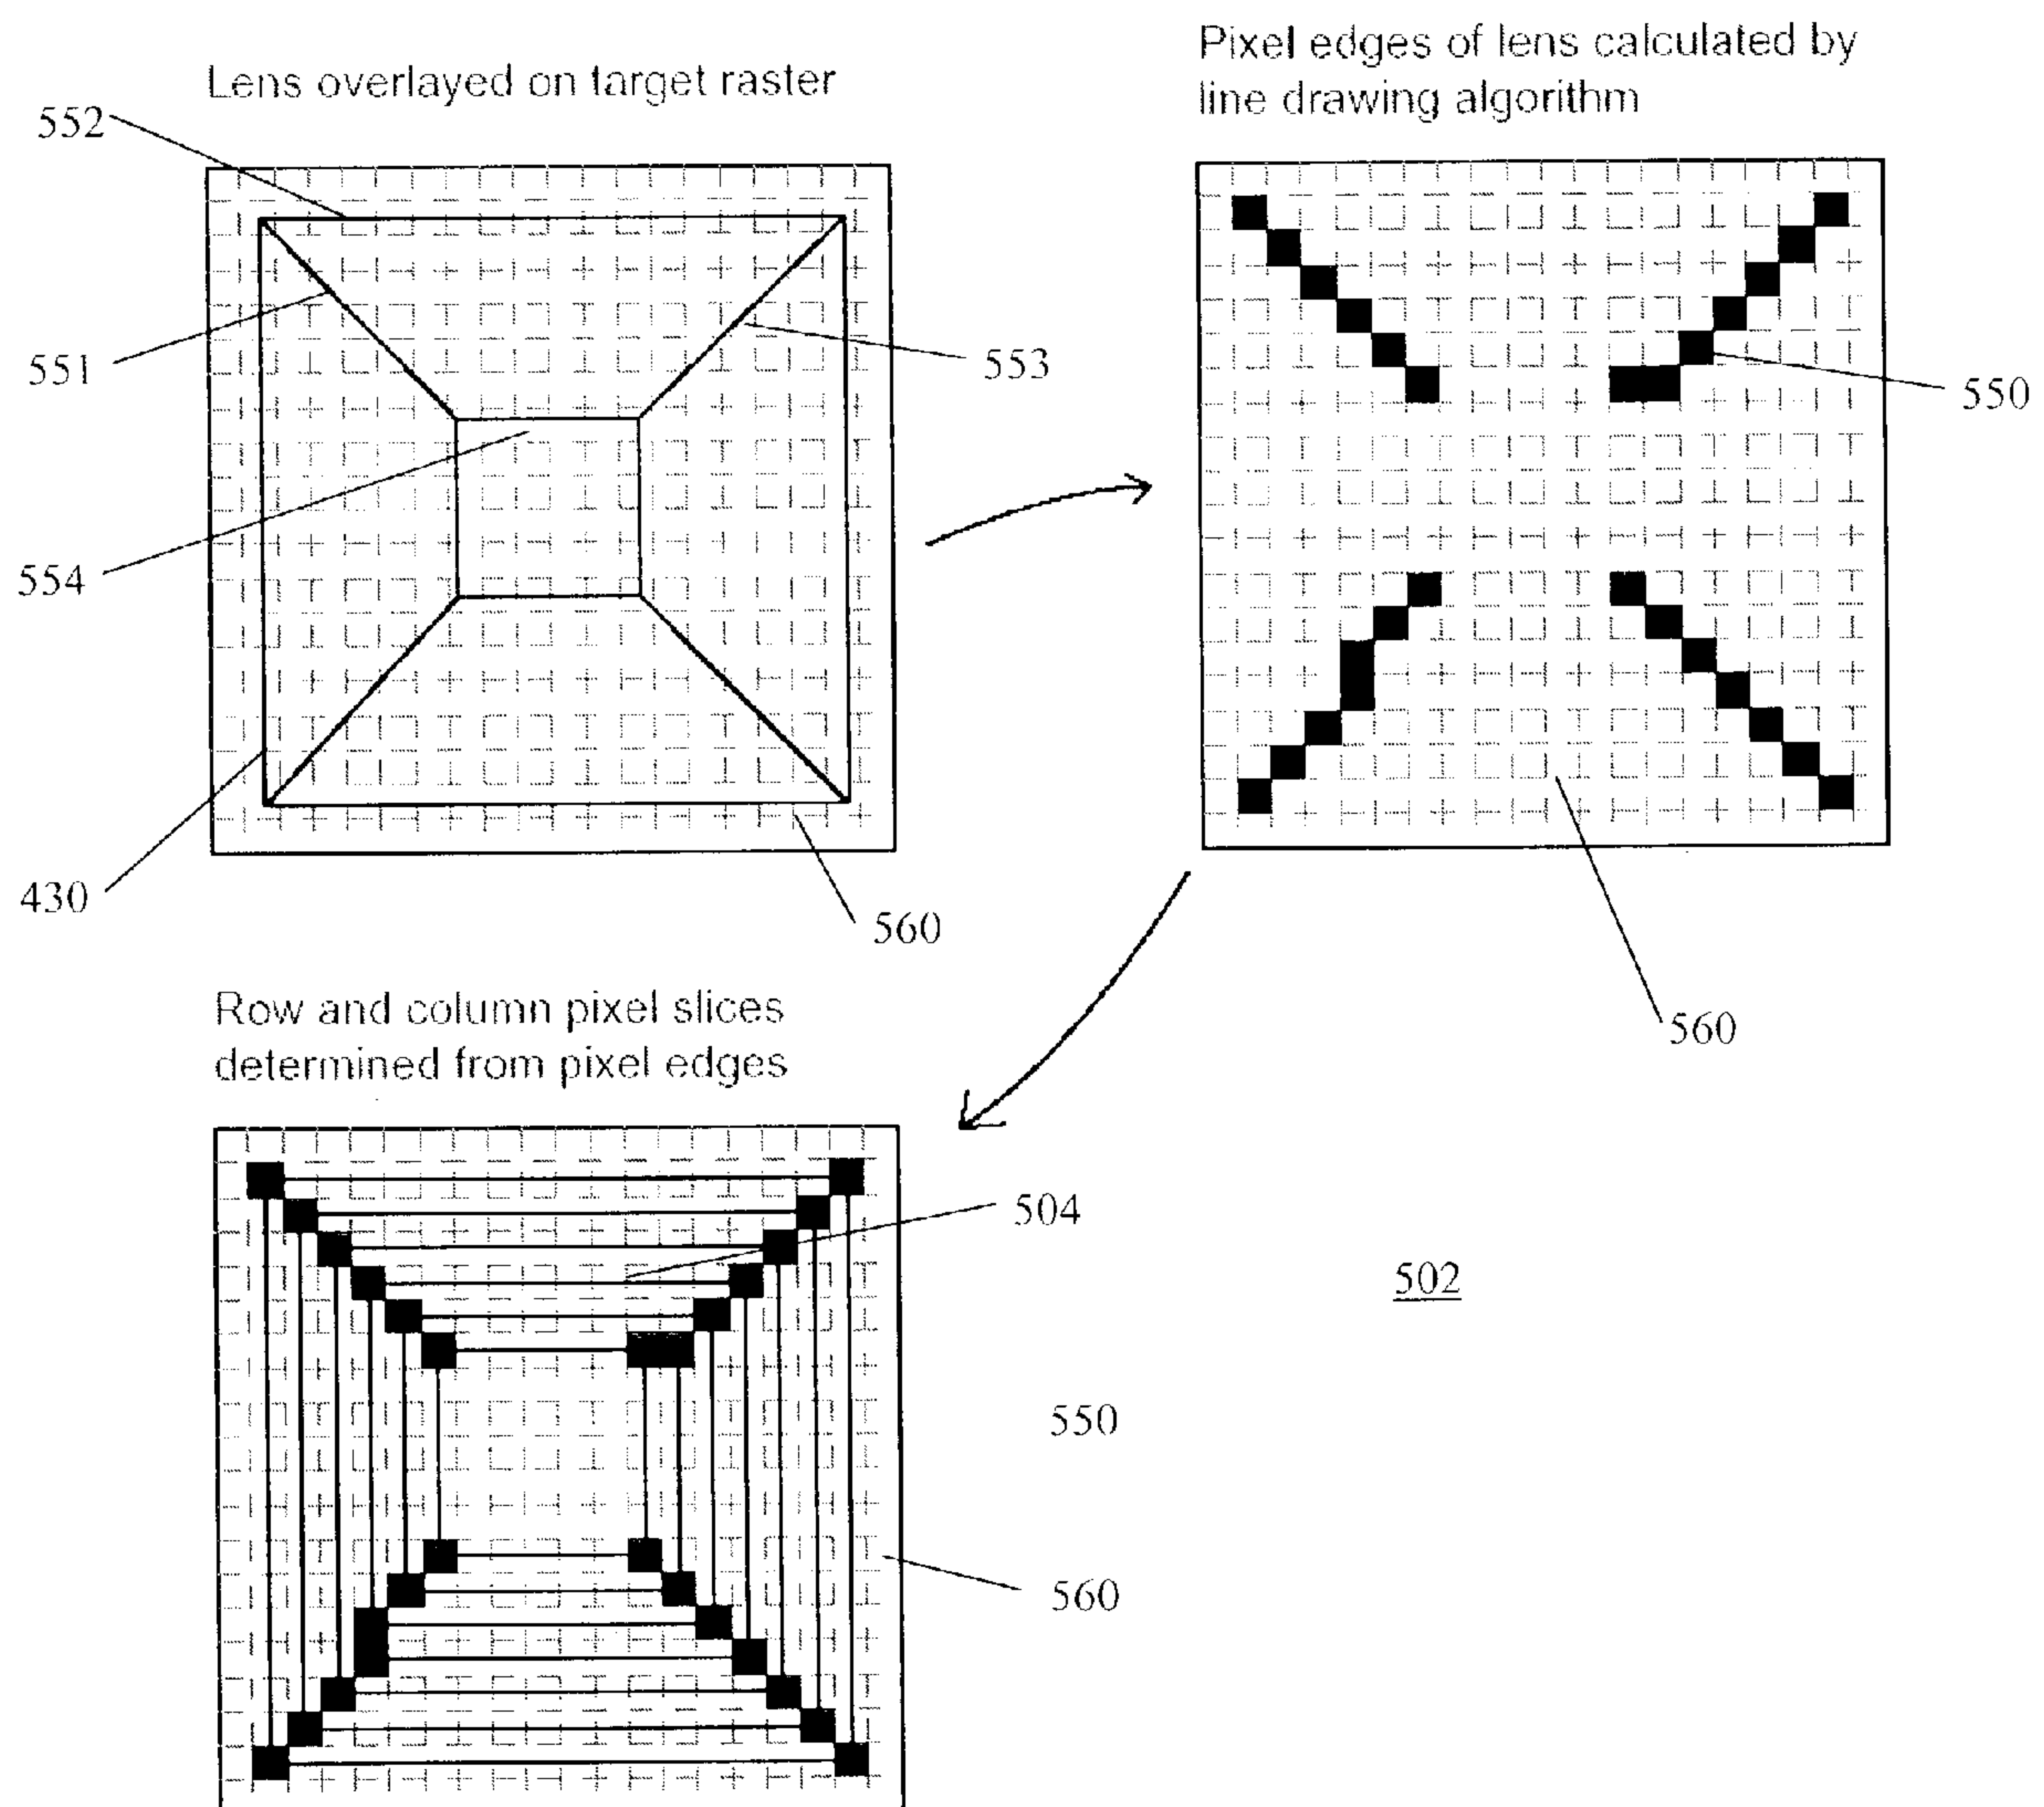 Lens overlayed on target raster
552
551
553
554
430
560
Pixel edges of lens calculated by
line drawing algorithm
550
560
Row and column pixel slices
determined from pixel edges
504
502
550
560